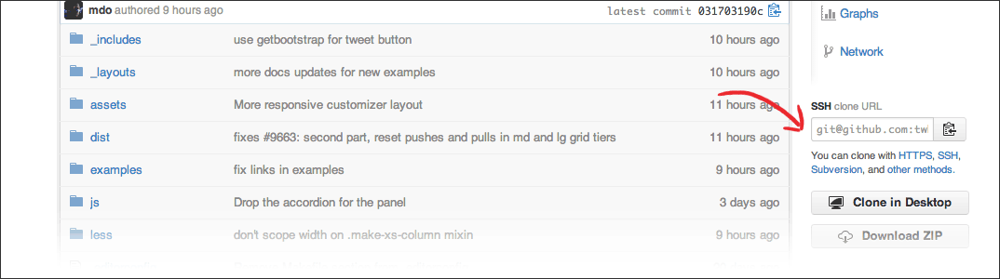 mdo authored 9 hours ago
latest commit 031703190c
_includes use getbootstrap for tweet button 10 hours ago
_layouts more docs updates for new examples 10 hours ago
assets More responsive customizer layout 11 hours ago
dist fixes #9663: second part, reset pushes and pulls in md and lg grid tiers 11 hours ago
examples fix links in examples 9 hours ago
js Drop the accordion for the panel 3 days ago
less don't scope width on .make-xs-column mixin 9 hours ago
Graphs
Network
SSH clone URL
git@github.com:tw
You can clone with HTTPS, SSH,
Subversion, and other methods.
Clone in Desktop
Download ZIP